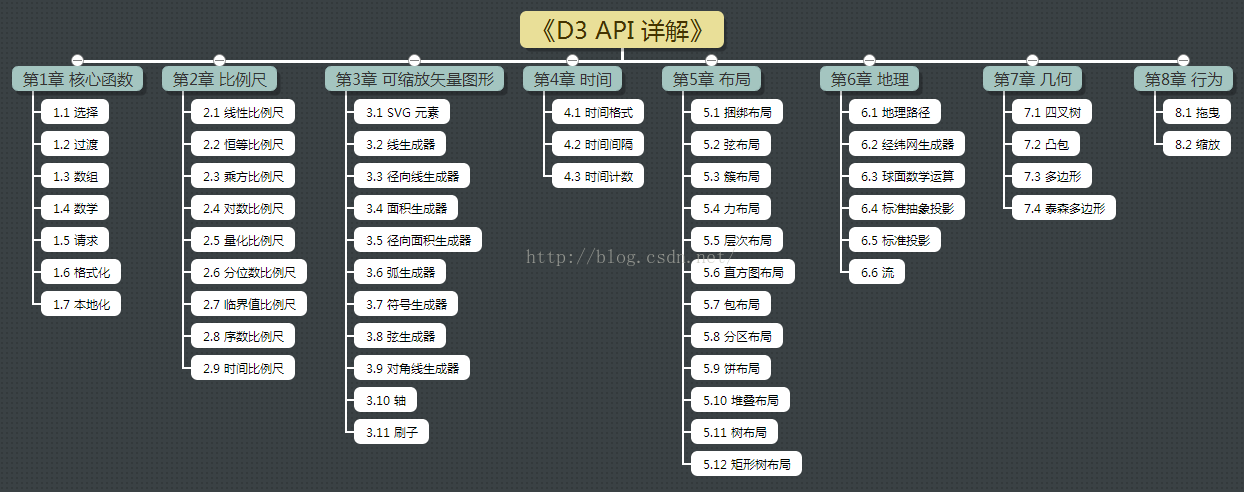 《D3 API 详解》
第1章 核心函数
1.1 选择
1.2 过渡
1.3 数组
1.4 数学
1.5 请求
1.6 格式化
1.7 本地化
第2章 比例尺
2.1 线性比例尺
2.2 恒等比例尺
2.3 乘方比例尺
2.4 对数比例尺
2.5 量化比例尺
2.6 分位数比例尺
2.7 临界值比例尺
2.8 序数比例尺
2.9 时间比例尺
第3章 可缩放矢量图形
3.1 SVG 元素
3.2 线生成器
3.3 径向线生成器
3.4 面积生成器
3.5 径向面积生成器
3.6 弧生成器
3.7 符号生成器
3.8 弦生成器
3.9 对角线生成器
3.10 轴
3.11 刷子
第4章 时间
4.1 时间格式
4.2 时间间隔
4.3 时间计数
第5章 布局
5.1 捆绑布局
5.2 弦布局
5.3 簇布局
5.4 力布局
5.5 层次布局
5.6 直方图布局
5.7 包布局
5.8 分区布局
5.9 饼布局
5.10 堆叠布局
5.11 树布局
5.12 矩形树布局
第6章 地理
6.1 地理路径
6.2 经纬网生成器
6.3 球面数学运算
6.4 标准抽象投影
6.5 标准投影
6.6 流
第7章 几何
7.1 四叉树
7.2 凸包
7.3 多边形
7.4 泰森多边形
第8章 行为
8.1 拖曳
8.2 缩放
http://blog.csdn.net/